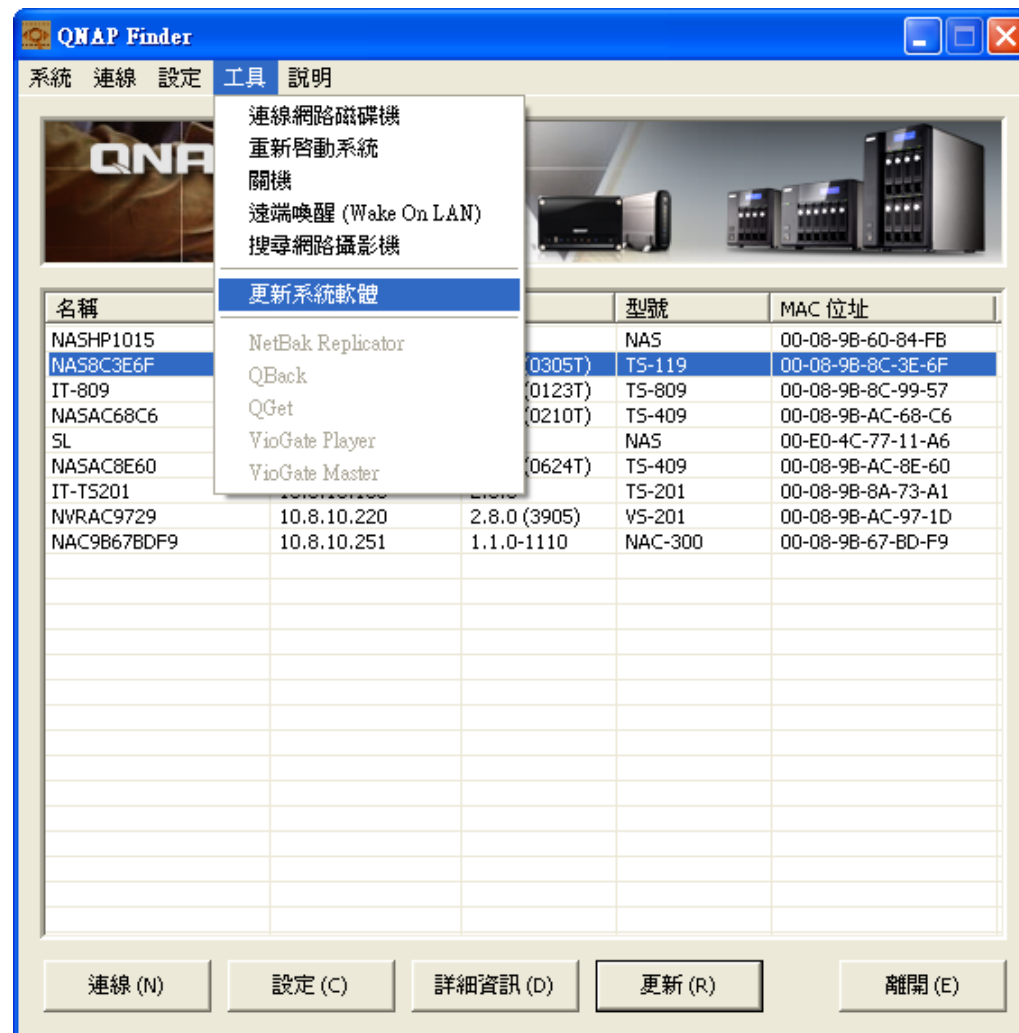 QNAP Finder
系統 連線 設定 工具 說明
連線網路磁碟機
重新啓動系統
關機
遠端喚醒 (Wake On LAN)
搜尋網路攝影機
更新系統軟體
NetBak Replicator
QBack
QGet
VioGate Player
VioGate Master
QNA
名稱 型號 MAC 位址
NASHP1015 NAS 00-08-9B-60-84-FB
NAS8C3E6F (0305T) TS-119 00-08-9B-8C-3E-6F
IT-809 (0123T) TS-809 00-08-9B-8C-99-57
NASAC68C6 (0210T) TS-409 00-08-9B-AC-68-C6
SL NAS 00-E0-4C-77-11-A6
NASAC8E60 (0624T) TS-409 00-08-9B-AC-8E-60
IT-TS201 TS-201 00-08-9B-8A-73-A1
NVRAC9729 10.8.10.220 2.8.0 (3905) VS-201 00-08-9B-AC-97-1D
NAC9B67BDF9 10.8.10.251 1.1.0-1110 NAC-300 00-08-9B-67-BD-F9
連線 (N) 設定 (C) 詳細資訊 (D) 更新 (R) 離開 (E)